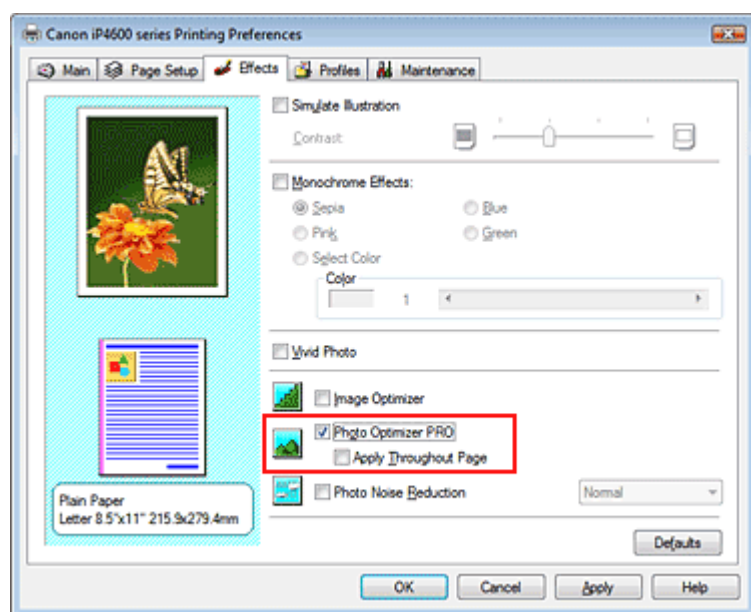 Canon iP4600 series Printing Preferences
Main Page Setup Effects Profiles Maintenance
Simulate Illustration
Contrast:
Monochrome Effects:
Sepia Blue
Pink Green
Select Color
Color
1
Vivid Photo
Image Optimizer
Photo Optimizer PRO
Apply Throughout Page
Photo Noise Reduction Normal
Plain Paper
Letter 8.5"x11" 215.9x279.4mm
Defaults
OK Cancel Apply Help